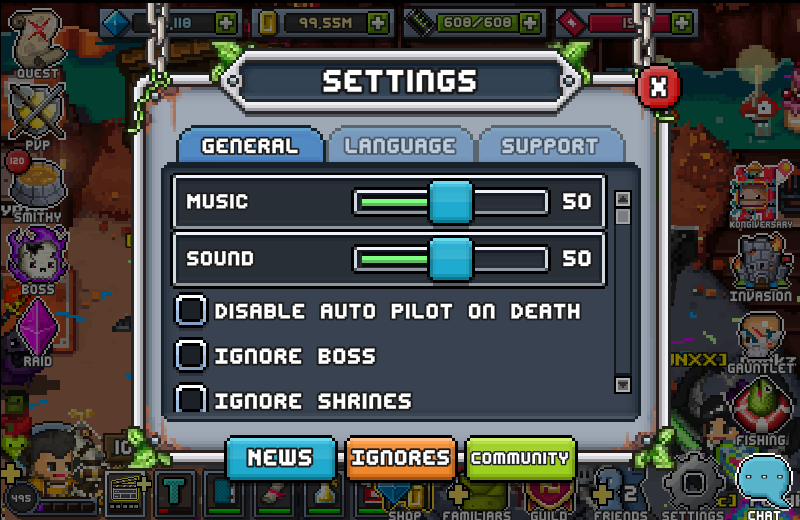 ,118
99.55M
608/608
QUEST
SETTINGS
X
PVP
GENERAL
LANGUAGE
SUPPORT
120
SMITHY
MUSIC
50
KONGIVERSARY
BOSS
SOUND
50
INVASION
DISABLE AUTO PILOT ON DEATH
RAID
IGNORE BOSS
GAUNTLET
IGNORE SHRINES
FISHING
NEWS
IGNORES
COMMUNITY
495
T
2
SHOP
FAMILIARS
GUILD
FRIENDS
SETTINGS
CHAT